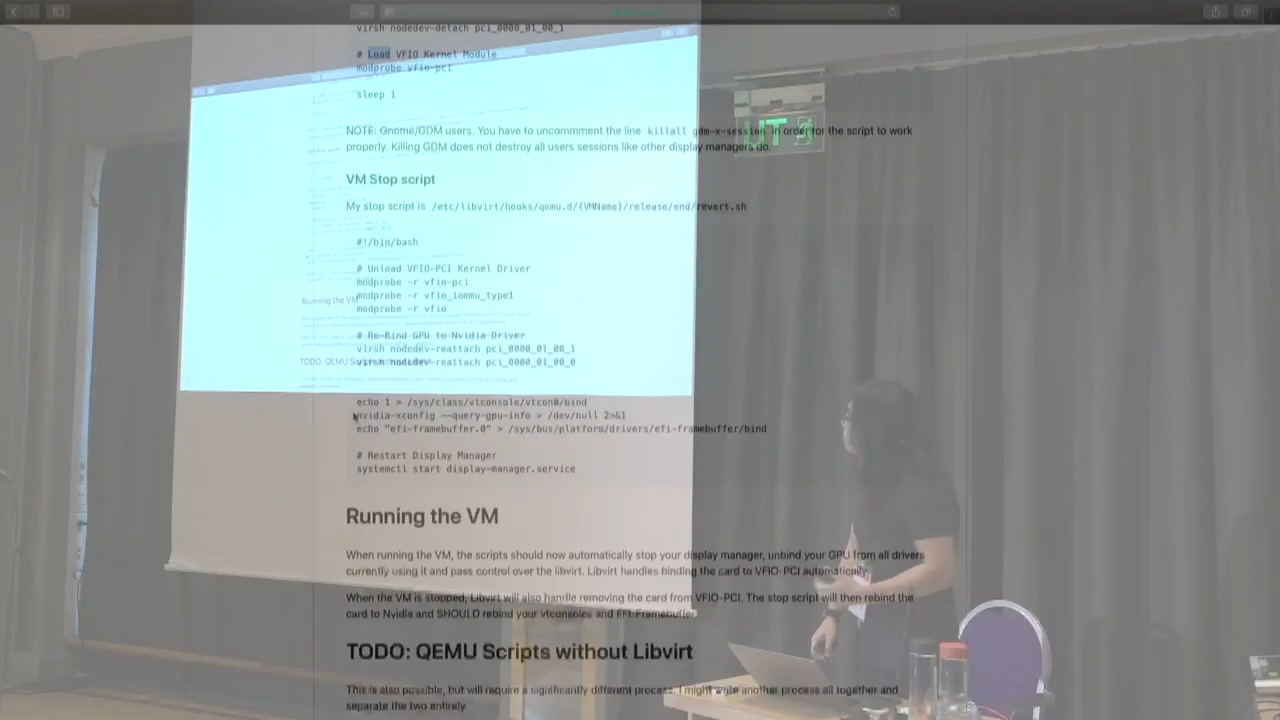 virsh nodedev-detach pci_0000_01_00_1
# Load VFIO Kernel Module
modprobe vfio-pci
sleep 1
NOTE: Gnome/GDM users. You have to uncommment the line killall gdm-x-session in order for the script to work
properly. Killing GDM does not destroy all users sessions like other display managers do.
UT
VM Stop script
My stop script is /etc/libvirt/hooks/qemu.d/{VMName}/release/end/revert.sh
#!/bin/bash
# Unload VFIO-PCI Kernel Driver
modprobe -r vfio-pci
modprobe -r vfio_iommu_type1
modprobe -r vfio
Running the VM
# Re-Bind GPU to Nvidia Driver
virsh nodedev-reattach pci_0000_01_00_1
virsh nodedev-reattach pci_0000_01_00_0
TODO: QEMU
echo 1 > /sys/class/vtconsole/vtcon0/bind
nvidia-xconfig --query-gpu-info > /dev/null 2>&1
echo "efi-framebuffer.0" > /sys/bus/platform/drivers/efi-framebuffer/bind
# Restart Display Manager
systemctl start display-manager.service
Running the VM
When running the VM, the scripts should now automatically stop your display manager, unbind your GPU from all drivers
currently using it and pass control over the libvirt. Libvirt handles binding the card to VFIO-PCI automatically.
When the VM is stopped, Libvirt will also handle removing the card from VFIO-PCI. The stop script will then rebind the
card to Nvidia and SHOULD rebind your vtconsoles and EFI-Framebuffer.
TODO: QEMU Scripts without Libvirt
This is also possible, but will require a significantly different process. I might write another process all together and
separate the two entirely.